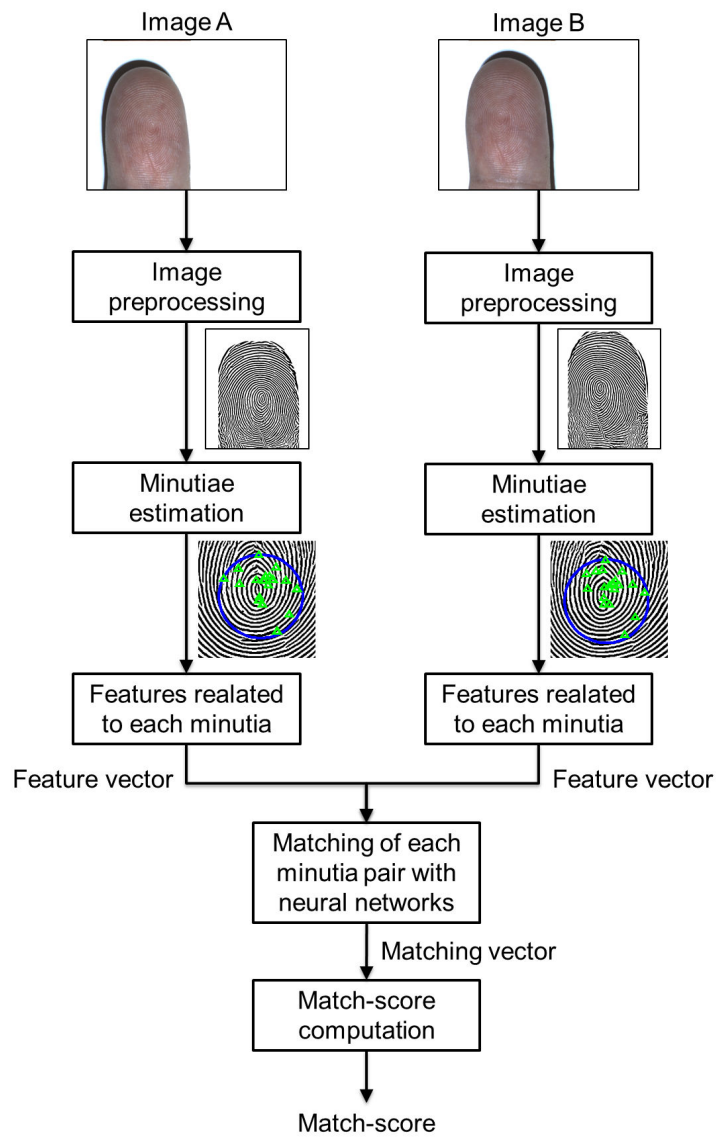 Image A
Image B
Image
preprocessing
Image
preprocessing
Minutiae
estimation
Minutiae
estimation
Features realated
to each minutia
Features realated
to each minutia
Feature vector
Feature vector
Matching of each
minutia pair with
neural networks
Matching vector
Match-score
computation
Match-score